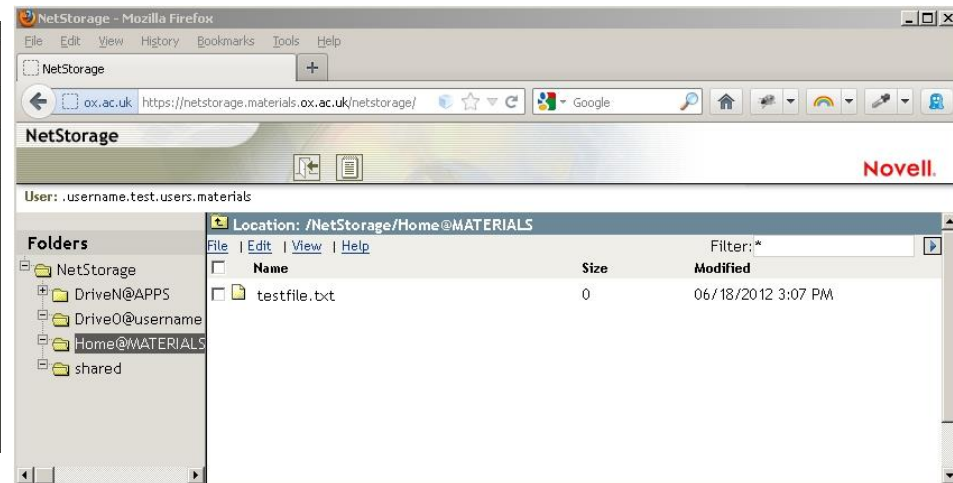 NetStorage - Mozilla Firefox
File Edit View History Bookmarks Tools Help
NetStorage +
ox.ac.uk https://netstorage.materials.ox.ac.uk/netstorage/ Google
NetStorage
Novell.
User: .username.test.users.materials
Location: /NetStorage/Home@MATERIALS
Folders
File | Edit | View | Help Filter: *
Name Size Modified
NetStorage
DriveN@APPS
testfile.txt 0 06/18/2012 3:07 PM
DriveO@username
Home@MATERIALS
shared